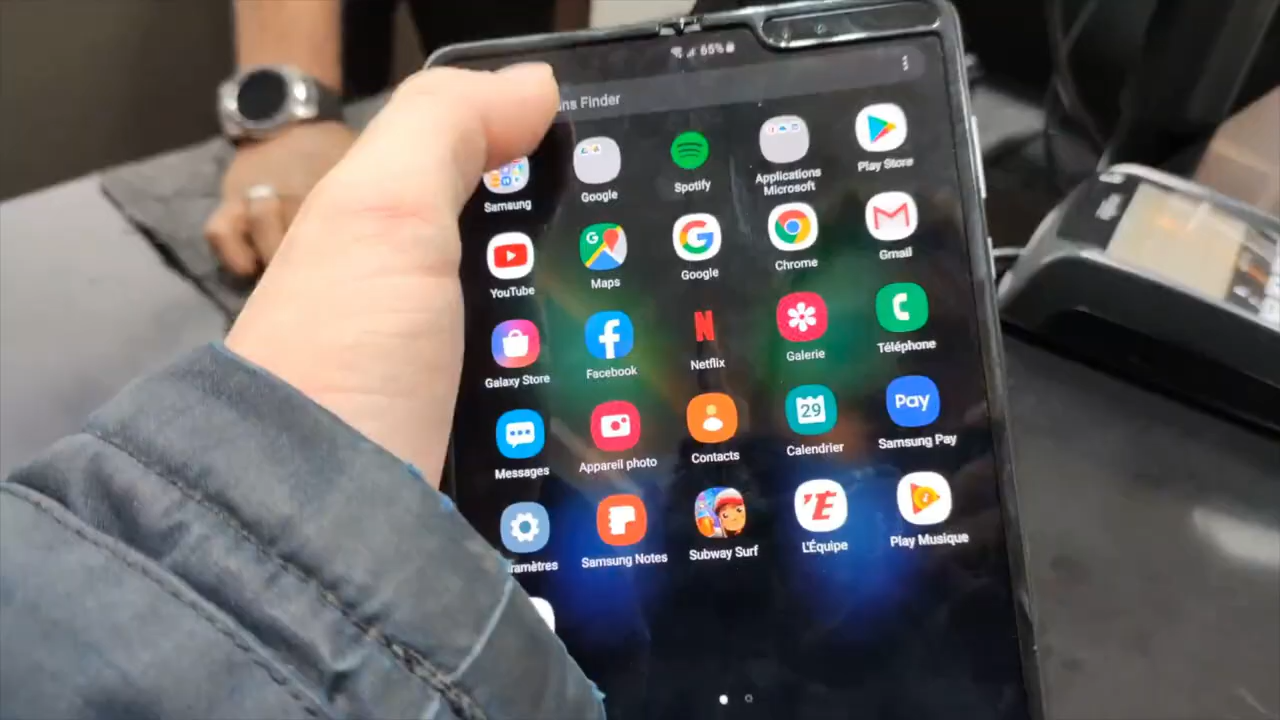 65%
ns Finder
Samsung
Google
Spotify
Applications
Microsoft
Play Store
YouTube
G
Maps
G
Google
Chrome
Gmail
Galaxy Store
Facebook
N
Netflix
Galerie
Téléphone
Messages
Appareil photo
Contacts
29
Calendrier
Pay
Samsung Pay
ramètres
Samsung Notes
Subway Surf
'É
L'Équipe
Play Musique